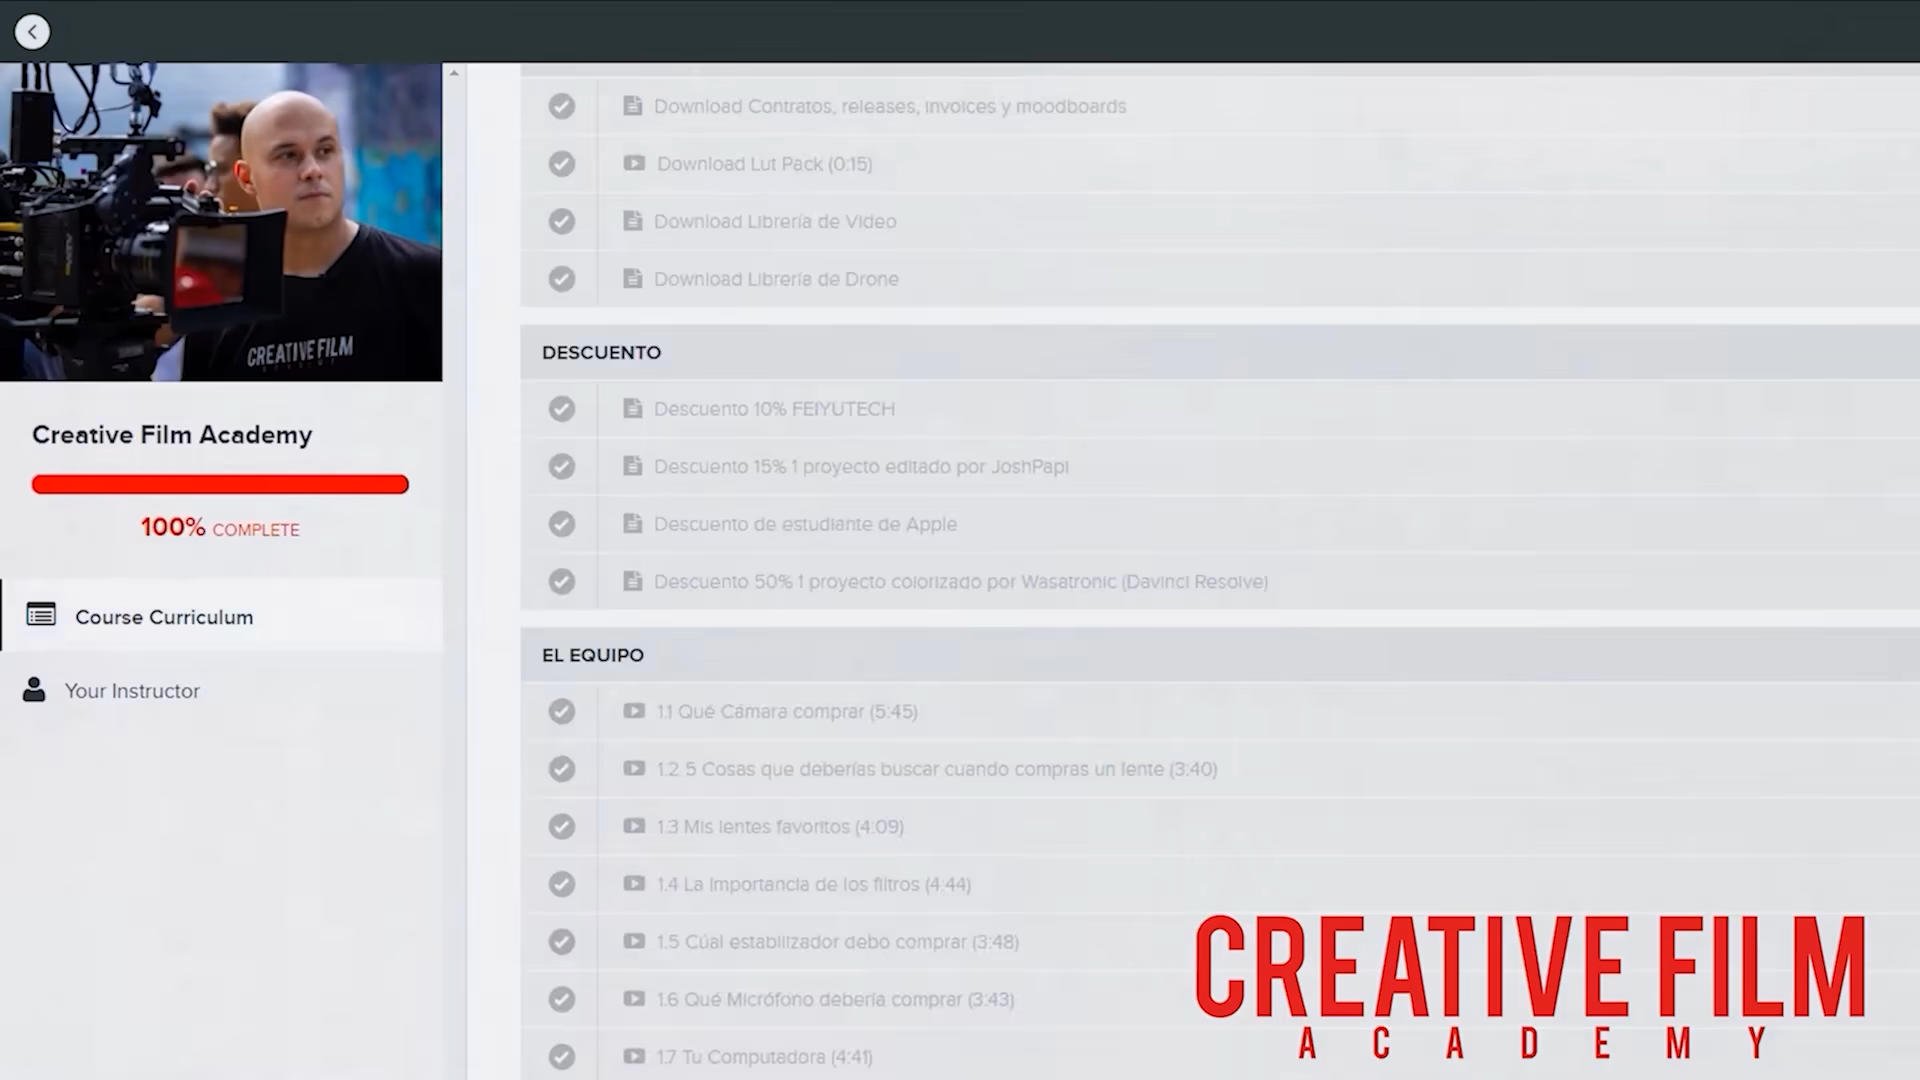 CREATIVE FILM
Creative Film Academy
100% COMPLETE
Course Curriculum
Your Instructor
Download Contratos, releases, invoices y moodboards
Download Lut Pack (0:15)
Download Librería de Video
Download Librería de Drone
DESCUENTO
Descuento 10% FEIYUTECH
Descuento 15% 1 proyecto editado por JoshPapi
Descuento de estudiante de Apple
Descuento 50% 1 proyecto colorizado por Wasatronic (Davinci Resolve)
EL EQUIPO
1.1 Qué Cámara comprar (5:45)
1.2 5 Cosas que deberías buscar cuando compras un lente (3:40)
1.3 Mis lentes favoritos (4:09)
1.4 La importancia de los filtros (4:44)
1.5 Cúal estabilizador debo comprar (3:48)
1.6 Qué Micrófono debería comprar (3:43)
1.7 Tu Computadora (4:41)
CREATIVE FILM
ACADEMY